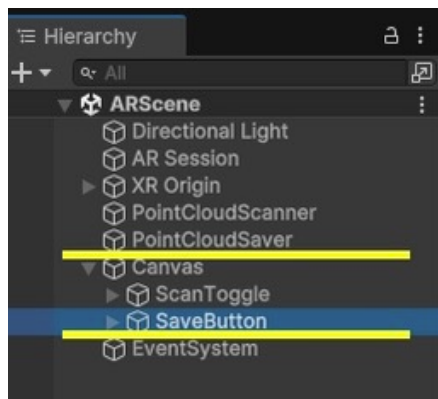 Hierarchy
All
ARScene
Directional Light
AR Session
XR Origin
PointCloudScanner
PointCloudSaver
Canvas
ScanToggle
SaveButton
EventSystem